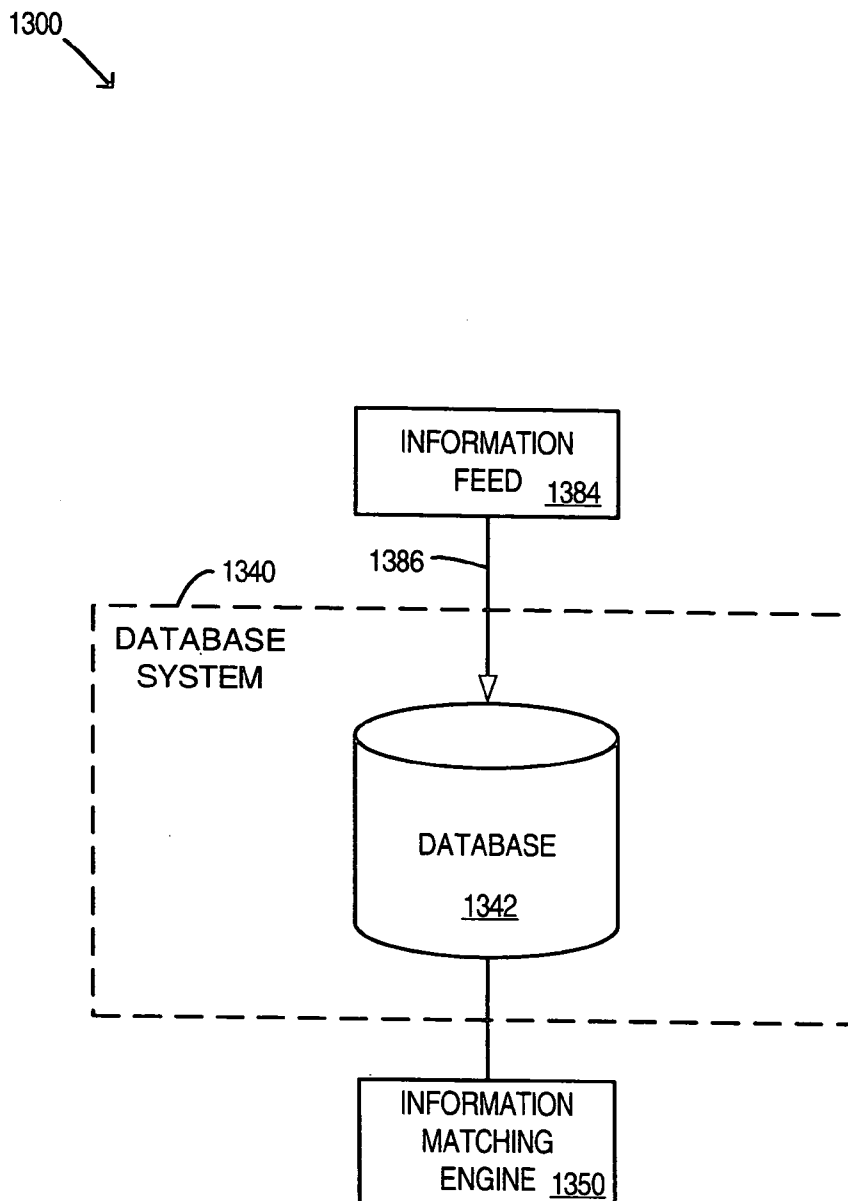 1300
INFORMATION
FEED 1384
1386
1340
DATABASE
SYSTEM
DATABASE
1342
INFORMATION
MATCHING
ENGINE 1350